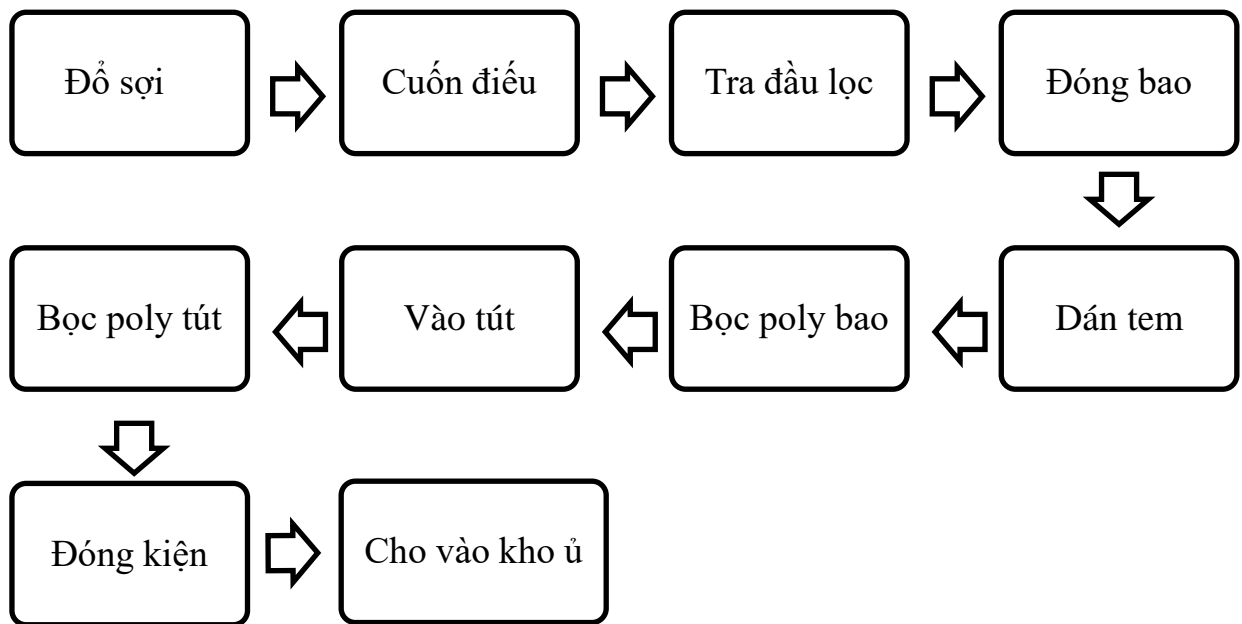 Đổ sợi
Cuốn điếu
Tra đầu lọc
Đóng bao
Dán tem
Bọc poly bao
Vào tút
Bọc poly tút
Đóng kiện
Cho vào kho ủ